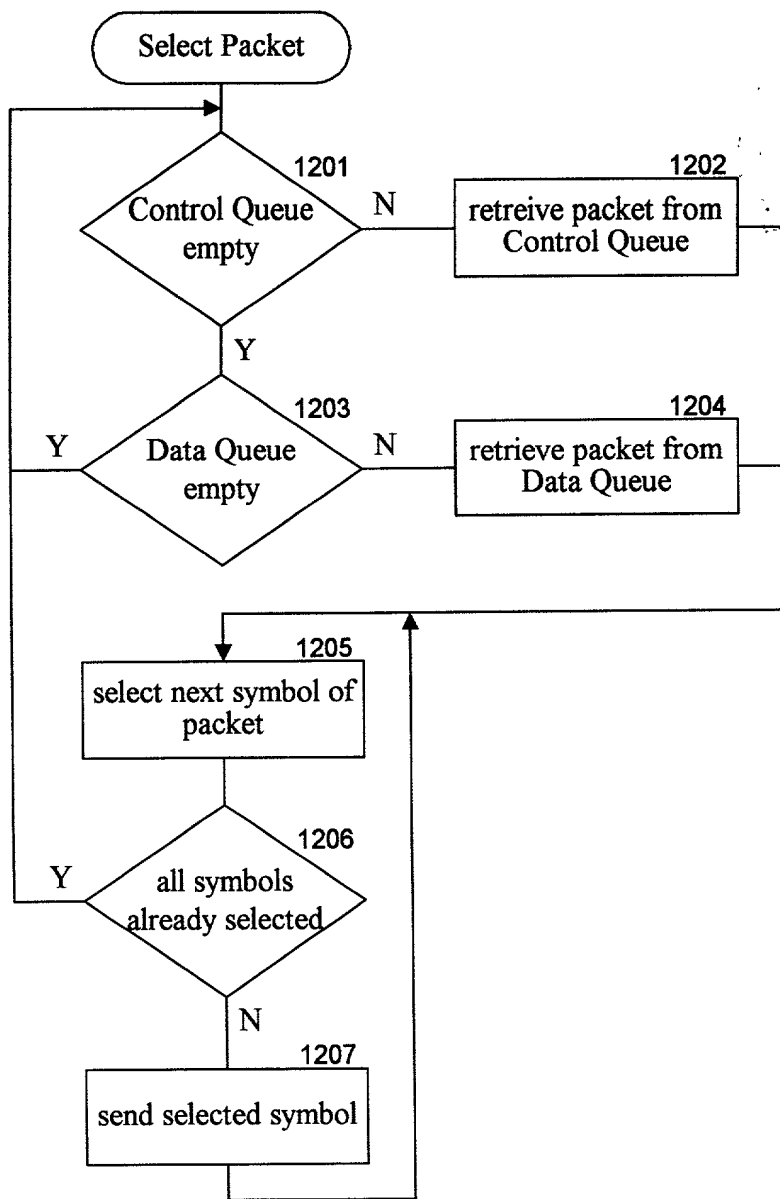 Select Packet
1201
Control Queue
empty
N
1202
retreive packet from
Control Queue
Y
1203
Data Queue
empty
Y
N
1204
retrieve packet from
Data Queue
1205
select next symbol of
packet
1206
all symbols
already selected
Y
N
1207
send selected symbol